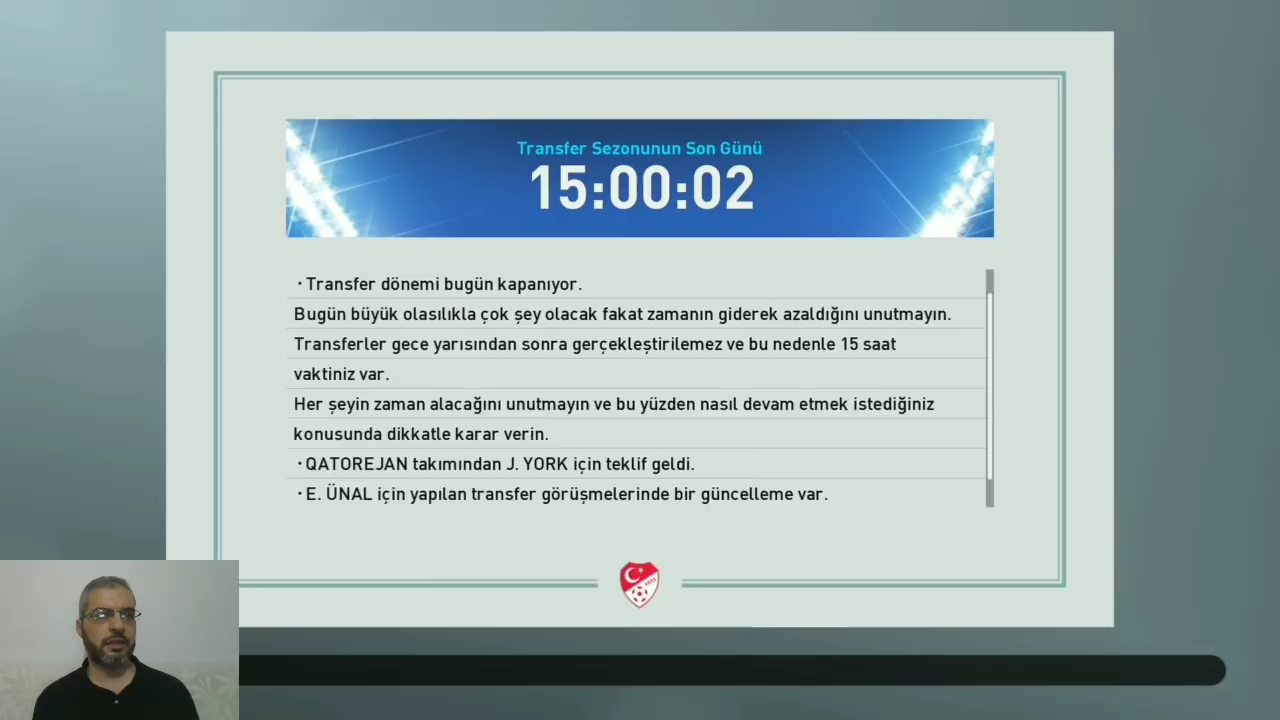 Transfer Sezonunun Son Günü
15:00:02
・Transfer dönemi bugün kapanıyor.
Bugün büyük olasılıkla çok şey olacak fakat zamanın giderek azaldığını unutmayın.
Transferler gece yarısından sonra gerçekleştirilemez ve bu nedenle 15 saat
vaktiniz var.
Her şeyin zaman alacağını unutmayın ve bu yüzden nasıl devam etmek istediğiniz
konusunda dikkatle karar verin.
・QATOREJAN takımından J. YORK için teklif geldi.
・E. ÜNAL için yapılan transfer görüşmelerinde bir güncelleme var.